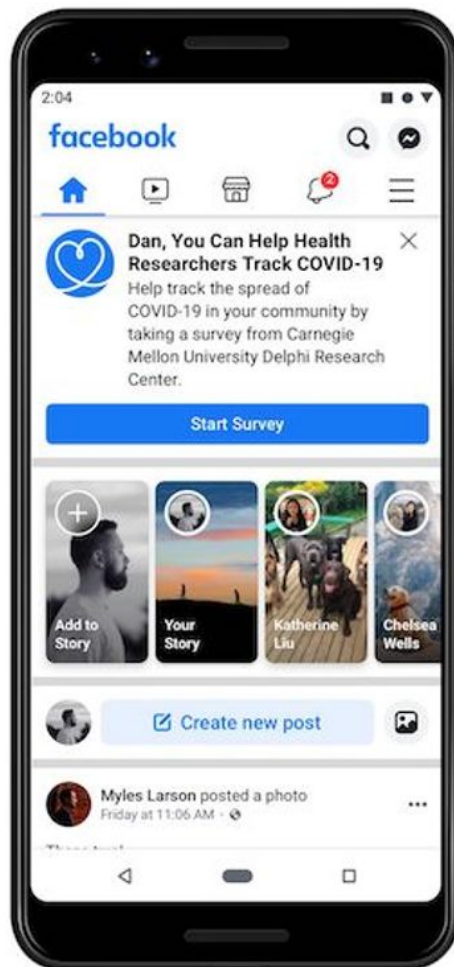 2:04
facebook
2
Dan, You Can Help Health
Researchers Track COVID-19
Help track the spread of
COVID-19 in your community by
taking a survey from Carnegie
Mellon University Delphi Research
Center.
Start Survey
Add to
Story
Your
Story
Katherine
Liu
Chelsea
Wells
Create new post
Myles Larson posted a photo
Friday at 11:06 AM ·